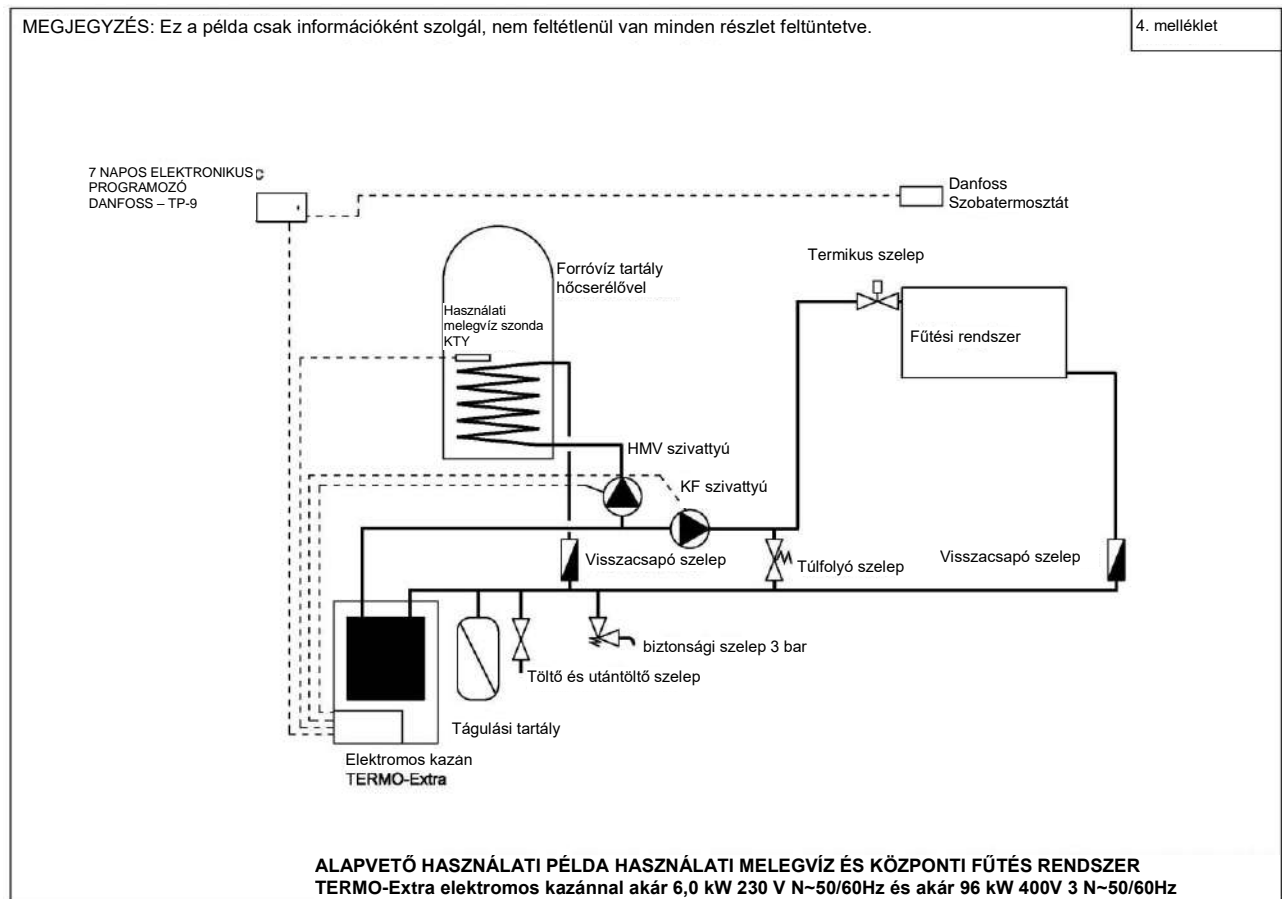 MEGJEGYZÉS: Ez a példa csak információként szolgál, nem feltétlenül van minden részlet feltüntetve.
4. melléklet
7 NAPOS ELEKTRONIKUS
PROGRAMOZÓ
DANFOSS – TP-9
Danfoss
Szobatermosztát
Termikus szelep
Forróvíz tartály
hőcserélővel
Használati
melegvíz szonda
KTY
Fűtési rendszer
HMV szivattyú
KF szivattyú
Visszacsapó szelep
Túlfolyó szelep
Visszacsapó szelep
biztonsági szelep 3 bar
Töltő és utántöltő szelep
Tágulási tartály
Elektromos kazán
TERMO-Extra
ALAPVETŐ HASZNÁLATI PÉLDA HASZNÁLATI MELEGVÍZ ÉS KÖZPONTI FŰTÉS RENDSZER
TERMO-Extra elektromos kazánnal akár 6,0 kW 230 V N~50/60Hz és akár 96 kW 400V 3 N~50/60Hz